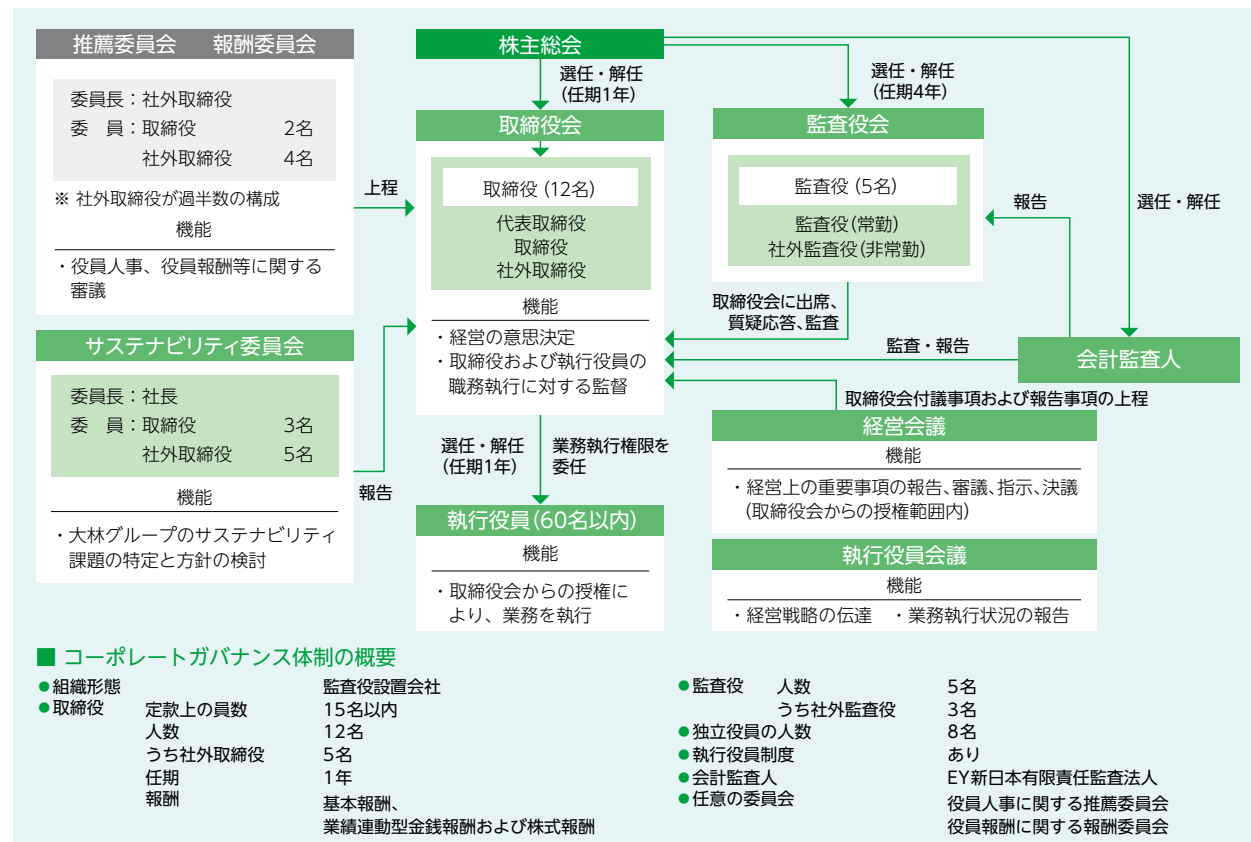 推薦委員会 報酬委員会
委員長：社外取締役
委 員：取締役 2名
社外取締役 4名
※ 社外取締役が過半数の構成
機能
・役員人事、役員報酬等に関する
審議
上程
サステナビリティ委員会
委員長：社長
委 員：取締役 3名
社外取締役 5名
機能
・大林グループのサステナビリティ
課題の特定と方針の検討
報告
株主総会
選任・解任
(任期1年)
取締役会
取締役 (12名)
代表取締役
取締役
社外取締役
機能
・経営の意思決定
・取締役および執行役員の
職務執行に対する監督
選任・解任
(任期1年)
業務執行権限を
委任
執行役員(60名以内)
機能
・取締役会からの授権に
より、業務を執行
選任・解任
(任期4年)
監査役会
監査役 (5名)
監査役(常勤)
社外監査役(非常勤)
取締役会に出席、
質疑応答、監査
報告
選任・解任
監査・報告
会計監査人
取締役会付議事項および報告事項の上程
経営会議
機能
・経営上の重要事項の報告、審議、指示、決議
(取締役会からの授権範囲内)
執行役員会議
機能
・経営戦略の伝達 ・業務執行状況の報告
■ コーポレートガバナンス体制の概要
●組織形態 監査役設置会社
●取締役 定款上の員数 15名以内
人数 12名
うち社外取締役 5名
任期 1年
報酬 基本報酬、
業績連動型金銭報酬および株式報酬
●監査役 人数 5名
うち社外監査役 3名
●独立役員の人数 8名
●執行役員制度 あり
●会計監査人 EY新日本有限責任監査法人
●任意の委員会 役員人事に関する推薦委員会
役員報酬に関する報酬委員会